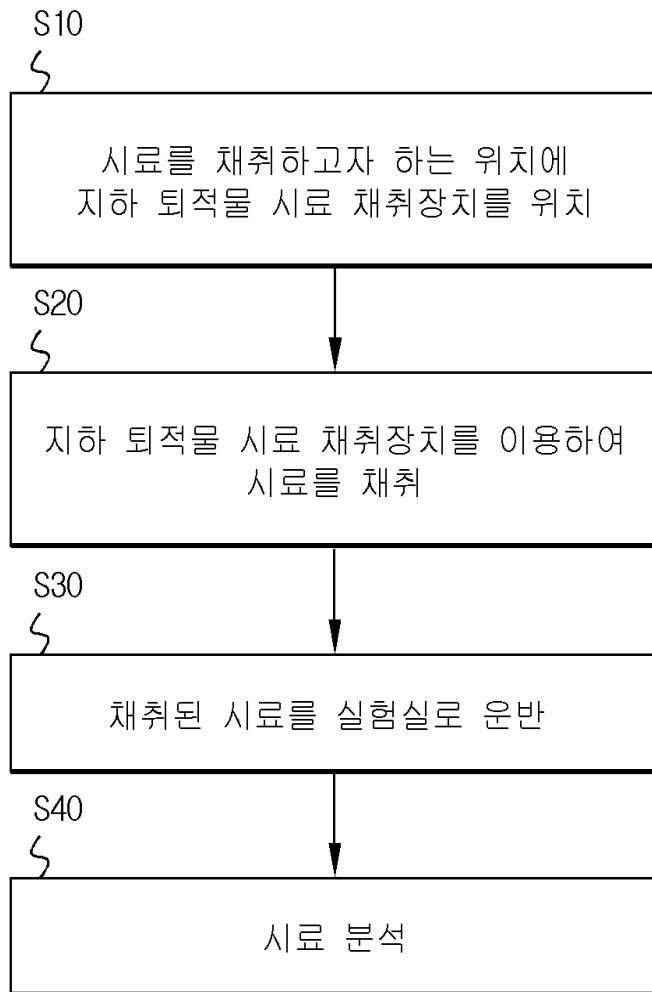 S10
시료를 채취하고자 하는 위치에
지하 퇴적물 시료 채취장치를 위치
S20
지하 퇴적물 시료 채취장치를 이용하여
시료를 채취
S30
채취된 시료를 실험실로 운반
S40
시료 분석